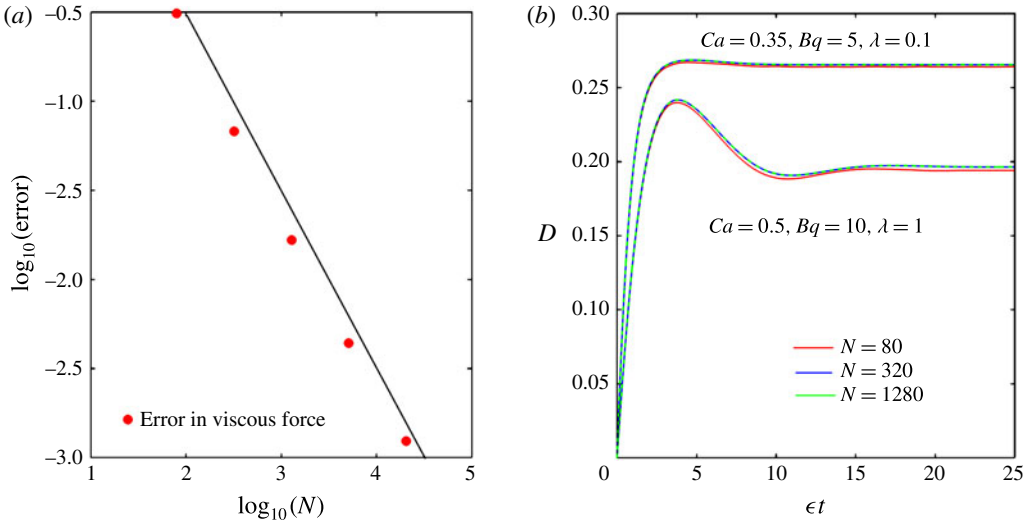 (a)
–0.5
–1.0
–2.5
–2.0
–2.5
–3.0
log₁₀(error)
1
2
3
4
5
log₁₀(N)
Error in viscous force
(b)
0.30
0.25
0.20
0.15
0.10
0.05
0
D
5
10
15
20
25
ϵt
Ca = 0.35, Bq = 5, λ = 0.1
Ca = 0.5, Bq = 10, λ = 1
N = 80
N = 320
N = 1280